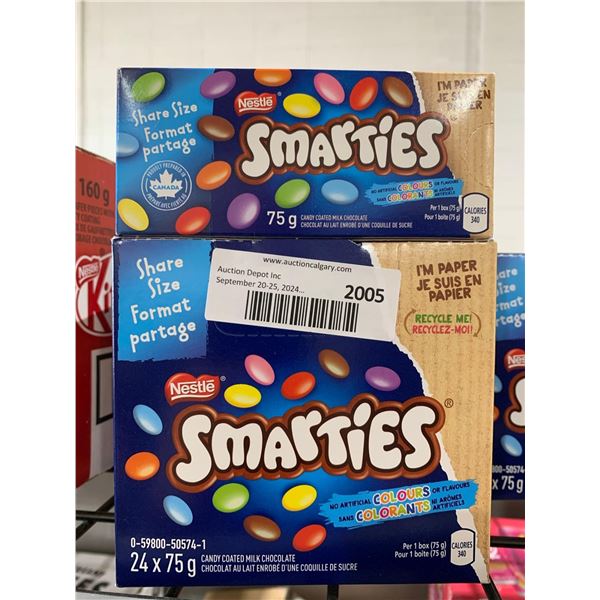 Share Size
Format
partage
Nestlé
SMARTIES
I'M PAPER
JE SUIS EN
PAPIER
PROUDLY PREPARED IN
CANADA
NO ARTIFICIAL COLOURS OR FLAVOURS
SANS COLORANTS NI ARÔMES ARTIFICIELS
75 g
CANDY COATED MILK CHOCOLATE
CHOCOLAT AU LAIT ENROBÉ D'UNE COQUILLE DE SUCRE
Per 1 box (75 g)
Pour 1 boîte (75 g)
CALORIES
340
160 g
Nestlé
Ki
Share
Size
Format
partage
www.auctioncalgary.com
Auction Depot Inc
September 20-25, 2024...
2005
I'M PAPER
JE SUIS EN
PAPIER
RECYCLE ME!
RECYCLEZ-MOI!
Nestlé®
SMARTIES®
NO ARTIFICIAL COLOURS OR FLAVOURS
SANS COLORANTS NI ARÔMES ARTIFICIELS
0-59800-50574-1
24 x 75 g
CANDY COATED MILK CHOCOLATE
CHOCOLAT AU LAIT ENROBÉ D'UNE COQUILLE DE SUCRE
Per 1 box (75 g)
Pour 1 boîte (75 g)
CALORIES
340
S
x 75 g